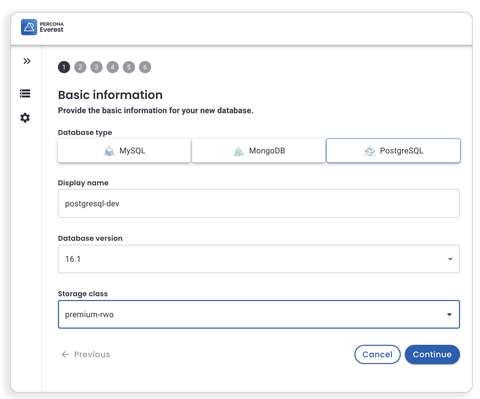 PERCONA
Everest
1 2 3 4 5 6
Basic information
Provide the basic information for your new database.
Database type
MySQL MongoDB PostgreSQL
Display name
postgresql-dev
Database version
16.1
Storage class
premium-rwo
Previous Cancel Continue